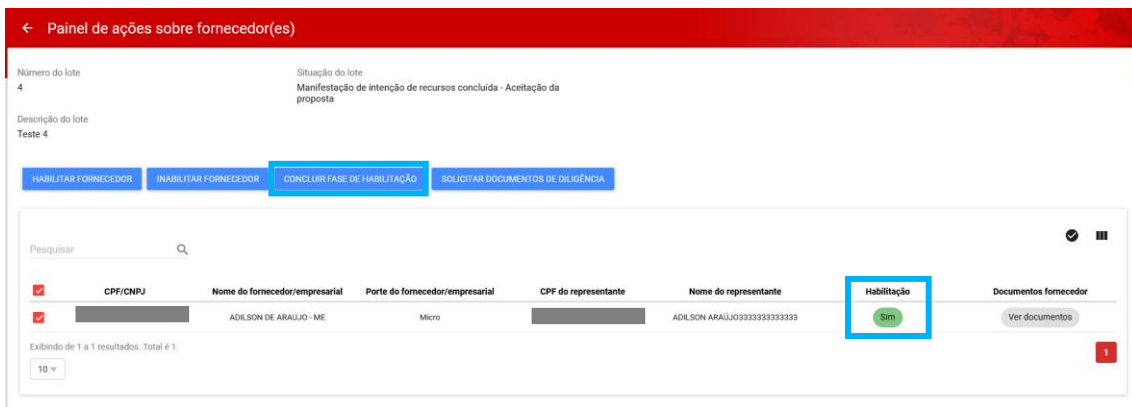 Painel de ações sobre fornecedor(es)
Número do lote
4
Situação do lote
Manifestação de intenção de recursos concluída - Aceitação da
proposta
Descrição do lote
Teste 4
HABILITAR FORNECEDOR INABILITAR FORNECEDOR CONCLUIR FASE DE HABILITAÇÃO SOLICITAR DOCUMENTOS DE DILIGÊNCIA
Pesquisar
CPF/CNPJ Nome do fornecedor/empresarial Porte do fornecedor/empresarial CPF do representante Nome do representante Habilitação Documentos fornecedor
ADILSON DE ARAUJO - ME Micro ADILSON ARAÚJO3333333333333 Sim Ver documentos
Exibindo de 1 a 1 resultados. Total é 1.
10
1